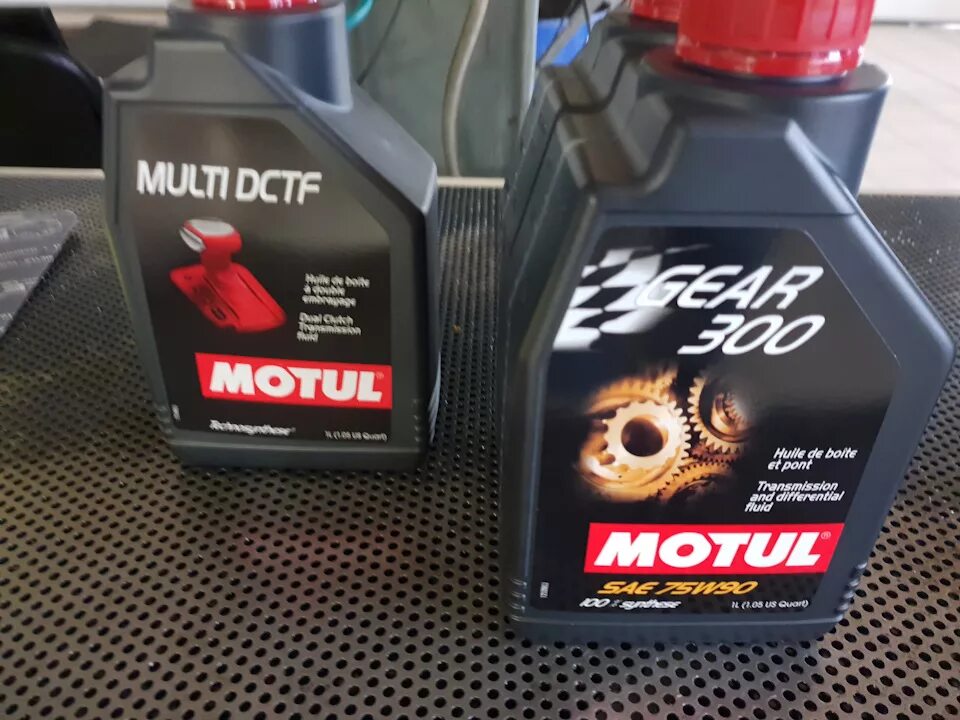 MULTI DCTF
Huile de boîte
à double
embrayage
Dual Clutch
Transmission
fluid
MOTUL®
Technosynthese®
1L (1.05 US Quart)
GEAR
300
Huile de boîte
et pont
Transmission
and differential
fluid
MOTUL®
SAE 75W90
100 % synthese
1L (1.05 US Quart)